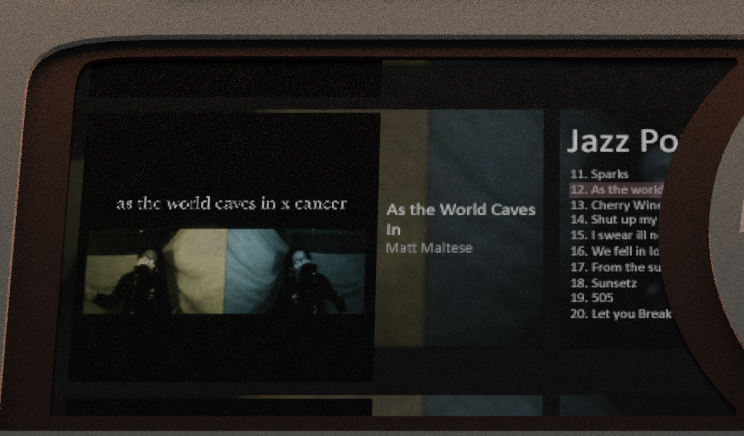 as the world caves in x cancer
As the World Caves
In
Matt Maltese
Jazz Po
11. Sparks
12. As the world
13. Cherry Wine
14. Shut up my
15. I swear ill n
16. We fell in lo
17. From the su
18. Sunsetz
19. 505
20. Let you Break